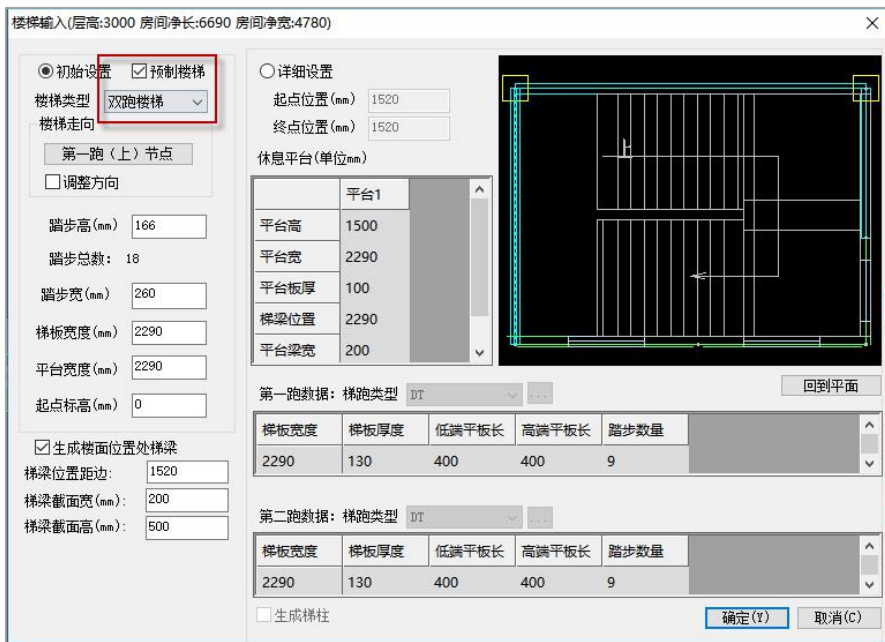 楼梯输入(层高:3000 房间净长:6690 房间净宽:4780)
初始设置 预制楼梯
楼梯类型 双跑楼梯
楼梯走向
第一跑（上）节点
调整方向
踏步高(mm) 166
踏步总数: 18
踏步宽(mm) 260
梯板宽度(mm) 2290
平台宽度(mm) 2290
起点标高(mm) 0
生成楼面位置处梯梁
梯梁位置距边: 1520
梯梁截面宽(mm): 200
梯梁截面高(mm): 500
详细设置
起点位置(mm) 1520
终点位置(mm) 1520
休息平台(单位mm)
平台1
平台高 1500
平台宽 2290
平台板厚 100
梯梁位置 2290
平台梁宽 200
上
回到平面
第一跑数据: 梯跑类型 DT ...
梯板宽度 梯板厚度 低端平板长 高端平板长 踏步数量
2290 130 400 400 9
第二跑数据: 梯跑类型 DT ...
梯板宽度 梯板厚度 低端平板长 高端平板长 踏步数量
2290 130 400 400 9
生成梯柱
确定(Y) 取消(C)